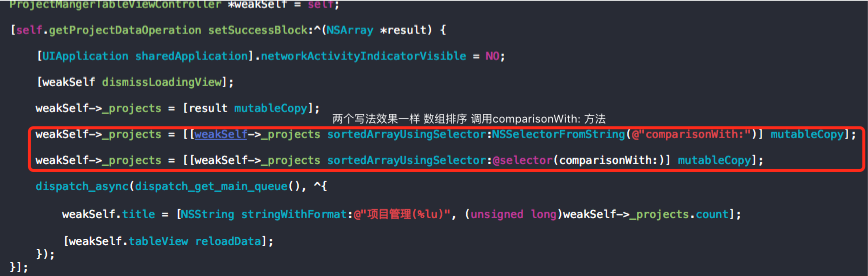 ProjectMangerTableViewController *weakSelf = self;
[self.getProjectDataOperation setSuccessBlock:^(NSArray *result) {
[UIApplication sharedApplication].networkActivityIndicatorVisible = NO;
[weakSelf dismissLoadingView];
weakSelf->_projects = [result mutableCopy];
两个写法效果一样 数组排序 调用comparisonWith: 方法
weakSelf->_projects = [[weakSelf->_projects sortedArrayUsingSelector:NSSelectorFromString(@"comparisonWith:")] mutableCopy];
weakSelf->_projects = [[weakSelf->_projects sortedArrayUsingSelector:@selector(comparisonWith:)] mutableCopy];
dispatch_async(dispatch_get_main_queue(), ^{
weakSelf.title = [NSString stringWithFormat:@"项目管理(%lu)", (unsigned long)weakSelf->_projects.count];
[weakSelf.tableView reloadData];
});
}];